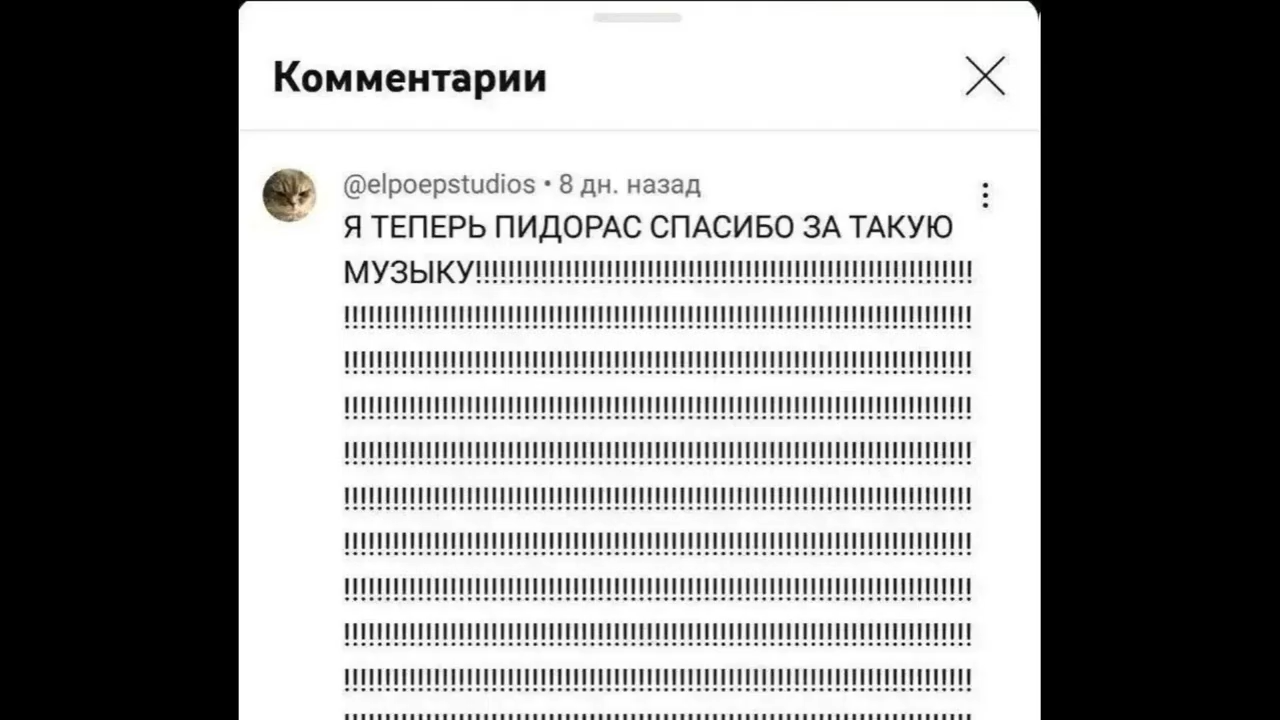 Комментарии
@elpoepstudios • 8 дн. назад
Я ТЕПЕРЬ ПИДОРАС СПАСИБО ЗА ТАКУЮ
МУЗЫКУ!!!!!!!!!!!!!!!!!!!!!!!!!!!!!!!!!!!!!!!!!!!!!!!!!!!!!!!!!!!!!
!!!!!!!!!!!!!!!!!!!!!!!!!!!!!!!!!!!!!!!!!!!!!!!!!!!!!!!!!!!!!!!!!!!!!!!!!!!!!
!!!!!!!!!!!!!!!!!!!!!!!!!!!!!!!!!!!!!!!!!!!!!!!!!!!!!!!!!!!!!!!!!!!!!!!!!!!!!
!!!!!!!!!!!!!!!!!!!!!!!!!!!!!!!!!!!!!!!!!!!!!!!!!!!!!!!!!!!!!!!!!!!!!!!!!!!!!
!!!!!!!!!!!!!!!!!!!!!!!!!!!!!!!!!!!!!!!!!!!!!!!!!!!!!!!!!!!!!!!!!!!!!!!!!!!!!
!!!!!!!!!!!!!!!!!!!!!!!!!!!!!!!!!!!!!!!!!!!!!!!!!!!!!!!!!!!!!!!!!!!!!!!!!!!!!
!!!!!!!!!!!!!!!!!!!!!!!!!!!!!!!!!!!!!!!!!!!!!!!!!!!!!!!!!!!!!!!!!!!!!!!!!!!!!
!!!!!!!!!!!!!!!!!!!!!!!!!!!!!!!!!!!!!!!!!!!!!!!!!!!!!!!!!!!!!!!!!!!!!!!!!!!!!
!!!!!!!!!!!!!!!!!!!!!!!!!!!!!!!!!!!!!!!!!!!!!!!!!!!!!!!!!!!!!!!!!!!!!!!!!!!!!
!!!!!!!!!!!!!!!!!!!!!!!!!!!!!!!!!!!!!!!!!!!!!!!!!!!!!!!!!!!!!!!!!!!!!!!!!!!!!
!!!!!!!!!!!!!!!!!!!!!!!!!!!!!!!!!!!!!!!!!!!!!!!!!!!!!!!!!!!!!!!!!!!!!!!!!!!!!